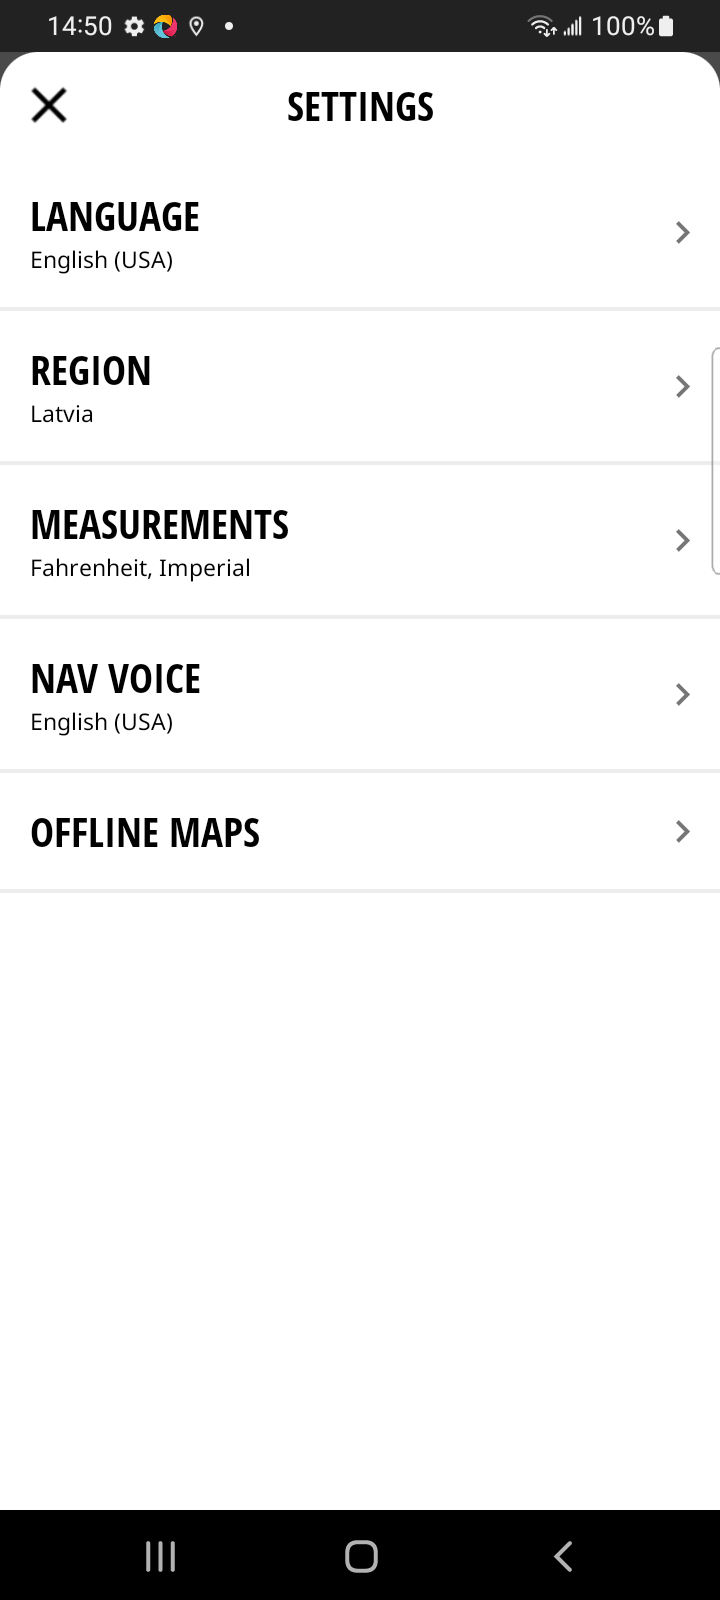 14:50
100%
SETTINGS
LANGUAGE
English (USA)
REGION
Latvia
MEASUREMENTS
Fahrenheit, Imperial
NAV VOICE
English (USA)
OFFLINE MAPS